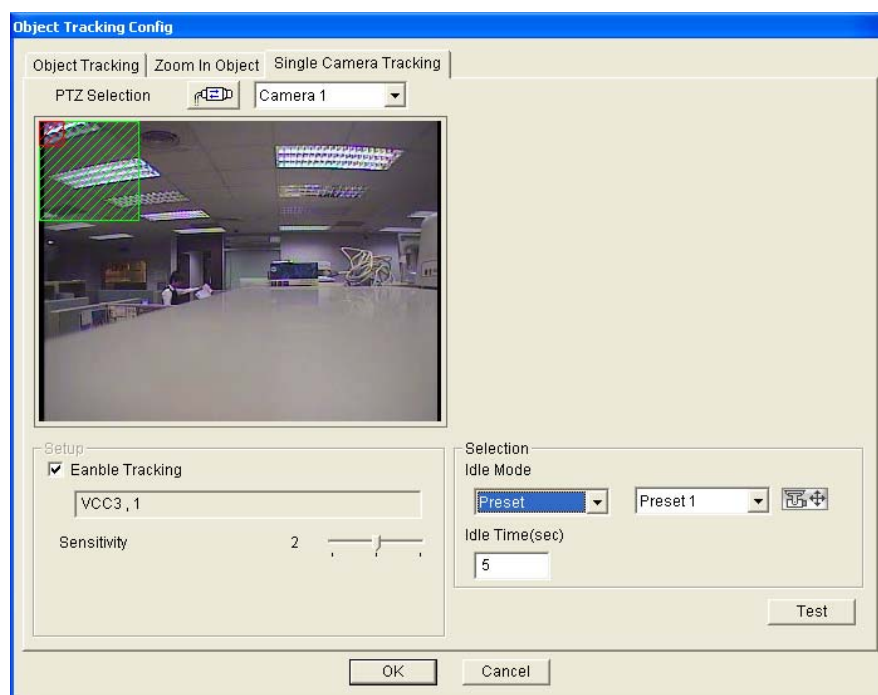 Object Tracking Config
Object Tracking Zoom In Object Single Camera Tracking
PTZ Selection Camera 1
Setup
Eanble Tracking
VCC3 , 1
Sensitivity 2
Selection
Idle Mode
Preset Preset 1
Idle Time(sec)
5
Test
OK Cancel